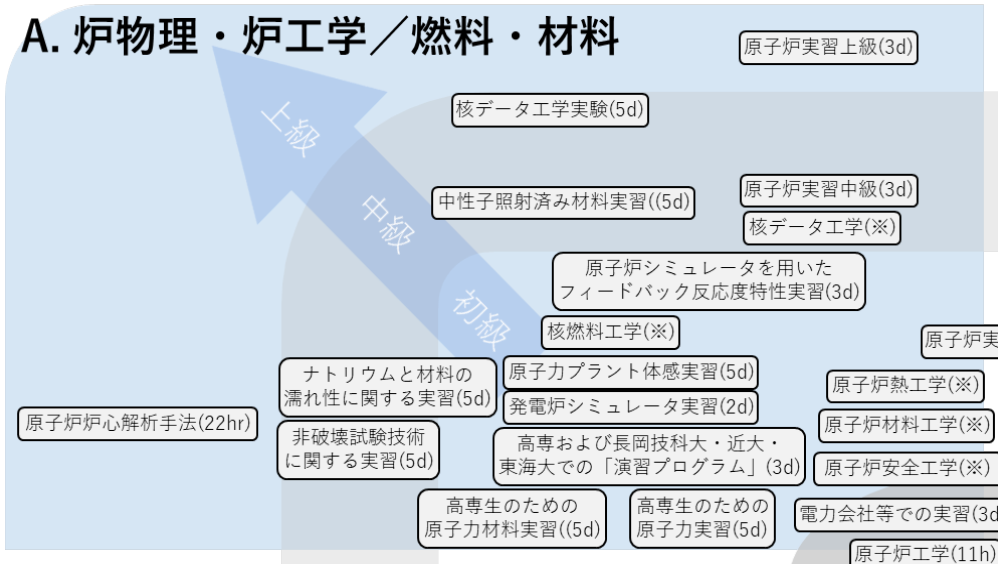 A. 炉物理・炉工学／燃料・材料
原子炉実習上級(3d)
上級
核データ工学実験(5d)
中級
中性子照射済み材料実習((5d)
原子炉実習中級(3d)
核データ工学(※)
原子炉シミュレータを用いた
フィードバック反応度特性実習(3d)
初級
核燃料工学(※)
原子炉実
ナトリウムと材料の
濡れ性に関する実習(5d)
原子力プラント体感実習(5d)
原子炉熱工学(※)
発電炉シミュレータ実習(2d)
原子炉炉心解析手法(22hr)
原子炉材料工学(※)
非破壊試験技術
に関する実習(5d)
高専および長岡技科大・近大・
東海大での「演習プログラム」(3d)
原子炉安全工学(※)
高専生のための
原子力材料実習((5d)
高専生のための
原子力実習(5d)
電力会社等での実習(3d
原子炉工学(11h)